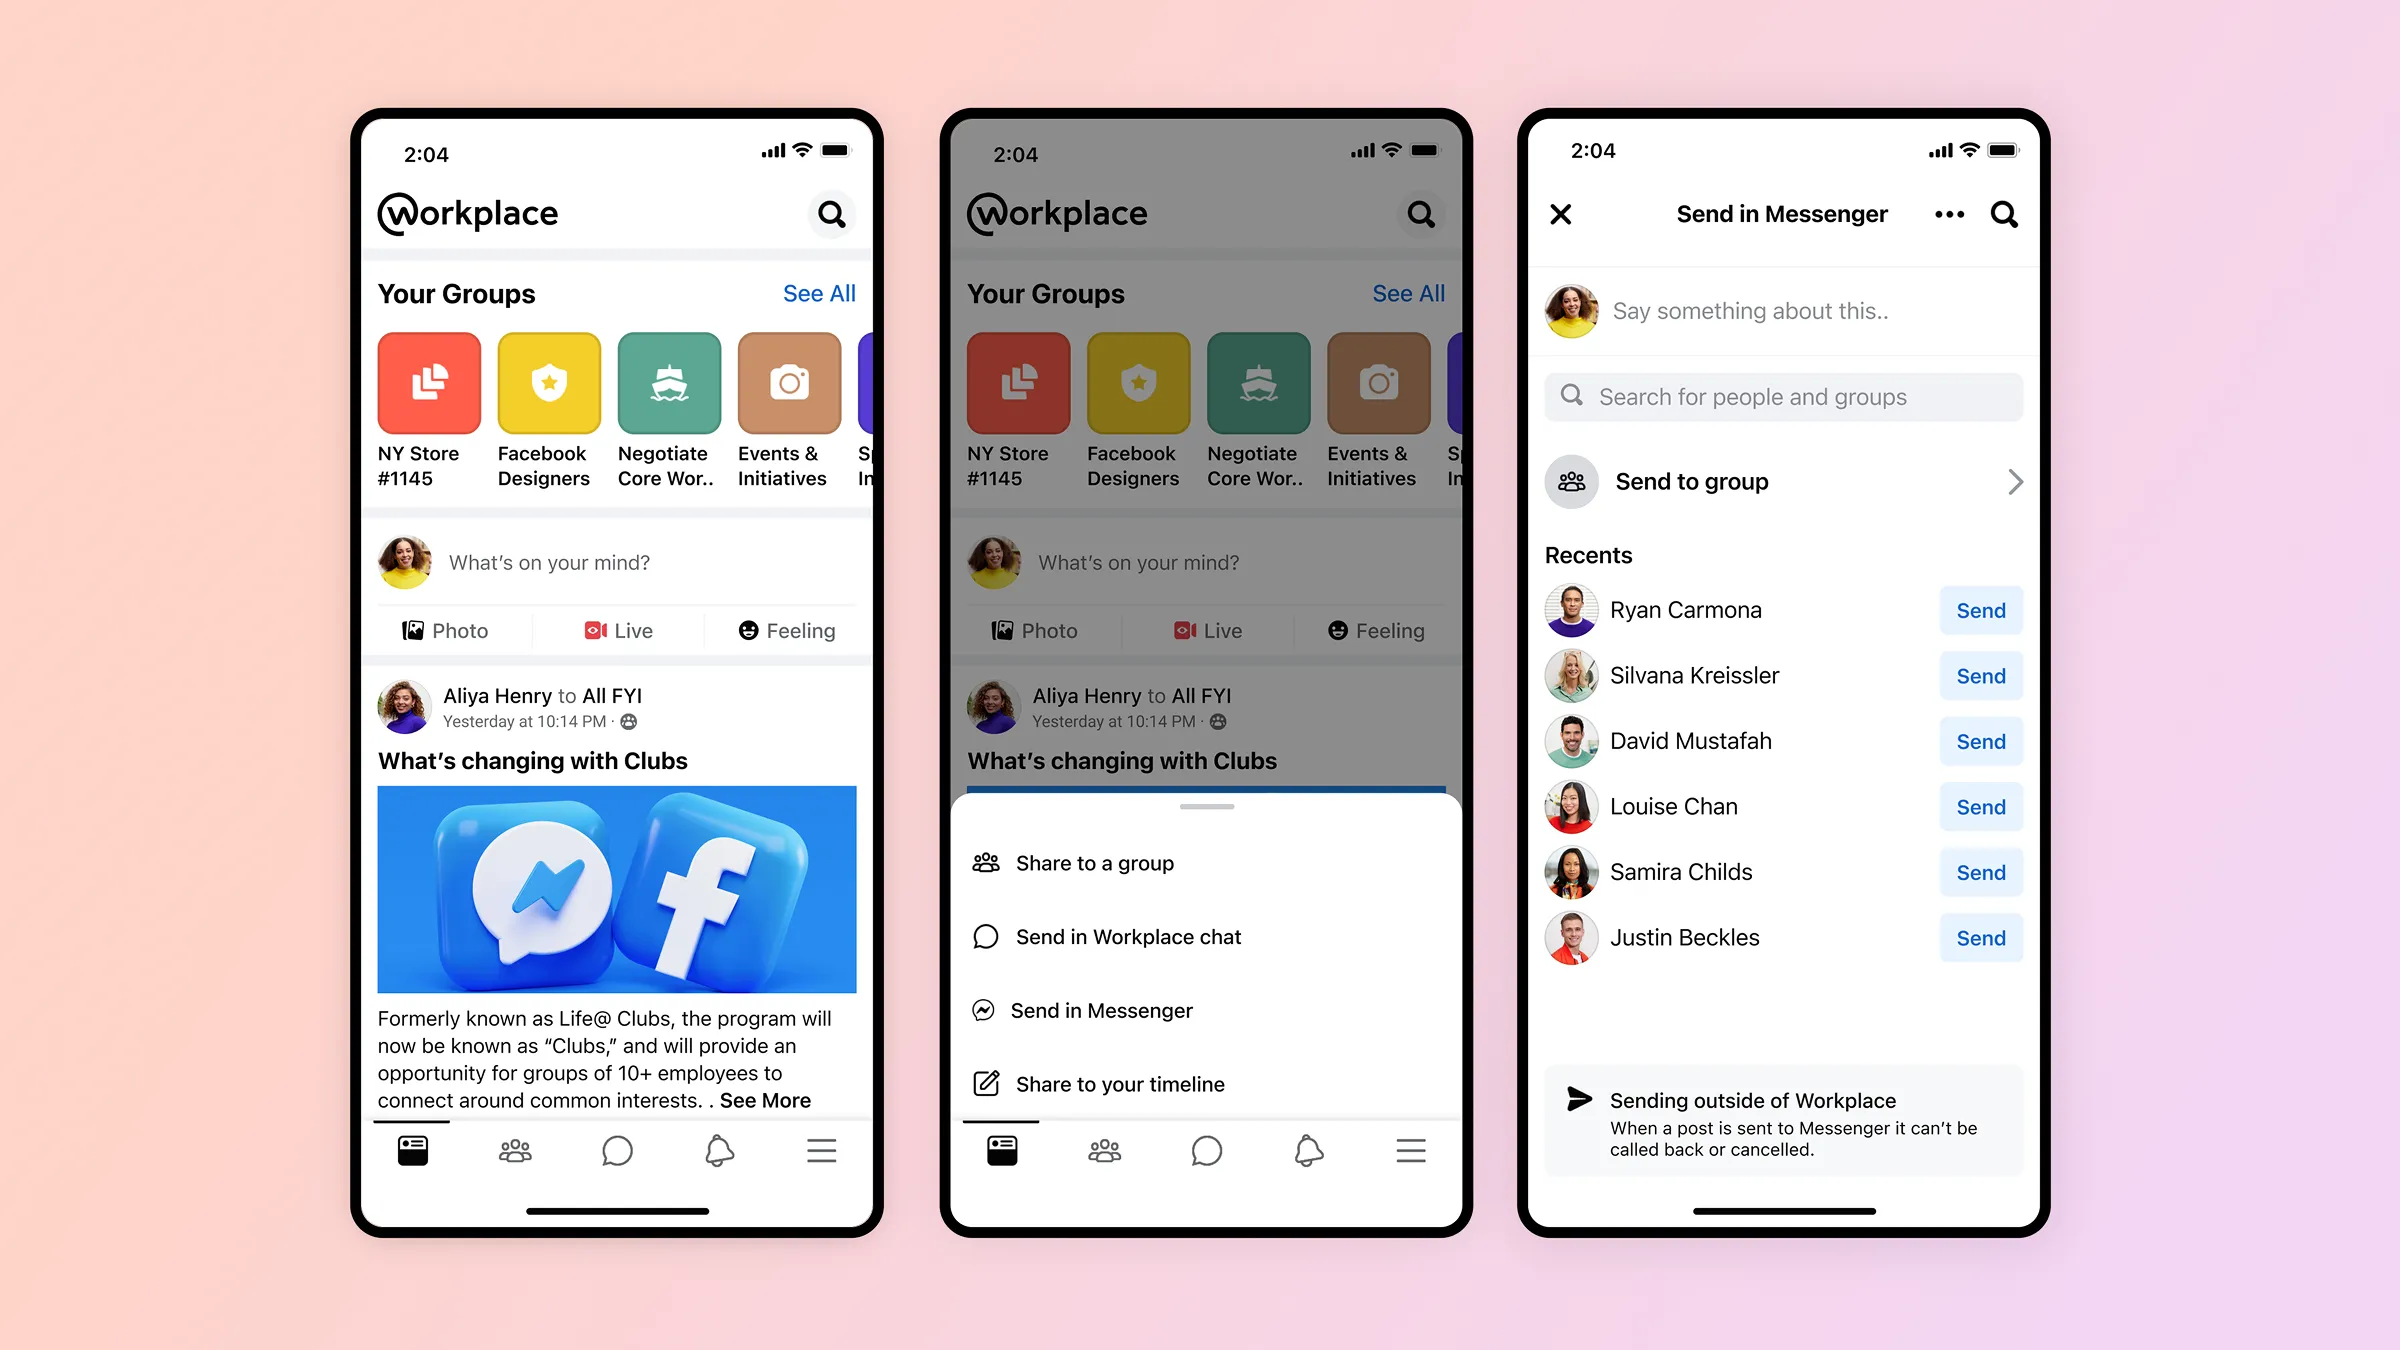 2:04
Workplace
Your Groups
See All
NY Store
#1145
Facebook
Designers
Negotiate
Core Wor..
Events &
Initiatives
What's on your mind?
Photo
Live
Feeling
Aliya Henry to All FYI
Yesterday at 10:14 PM ·
What's changing with Clubs
Formerly known as Life@ Clubs, the program will
now be known as “Clubs,” and will provide an
opportunity for groups of 10+ employees to
connect around common interests. . See More
2:04
Workplace
Your Groups
See All
NY Store
#1145
Facebook
Designers
Negotiate
Core Wor..
Events &
Initiatives
What's on your mind?
Photo
Live
Feeling
Aliya Henry to All FYI
Yesterday at 10:14 PM ·
What's changing with Clubs
Share to a group
Send in Workplace chat
Send in Messenger
Share to your timeline
2:04
Send in Messenger
Say something about this..
Search for people and groups
Send to group
Recents
Ryan Carmona
Send
Silvana Kreissler
Send
David Mustafah
Send
Louise Chan
Send
Samira Childs
Send
Justin Beckles
Send
Sending outside of Workplace
When a post is sent to Messenger it can't be
called back or cancelled.